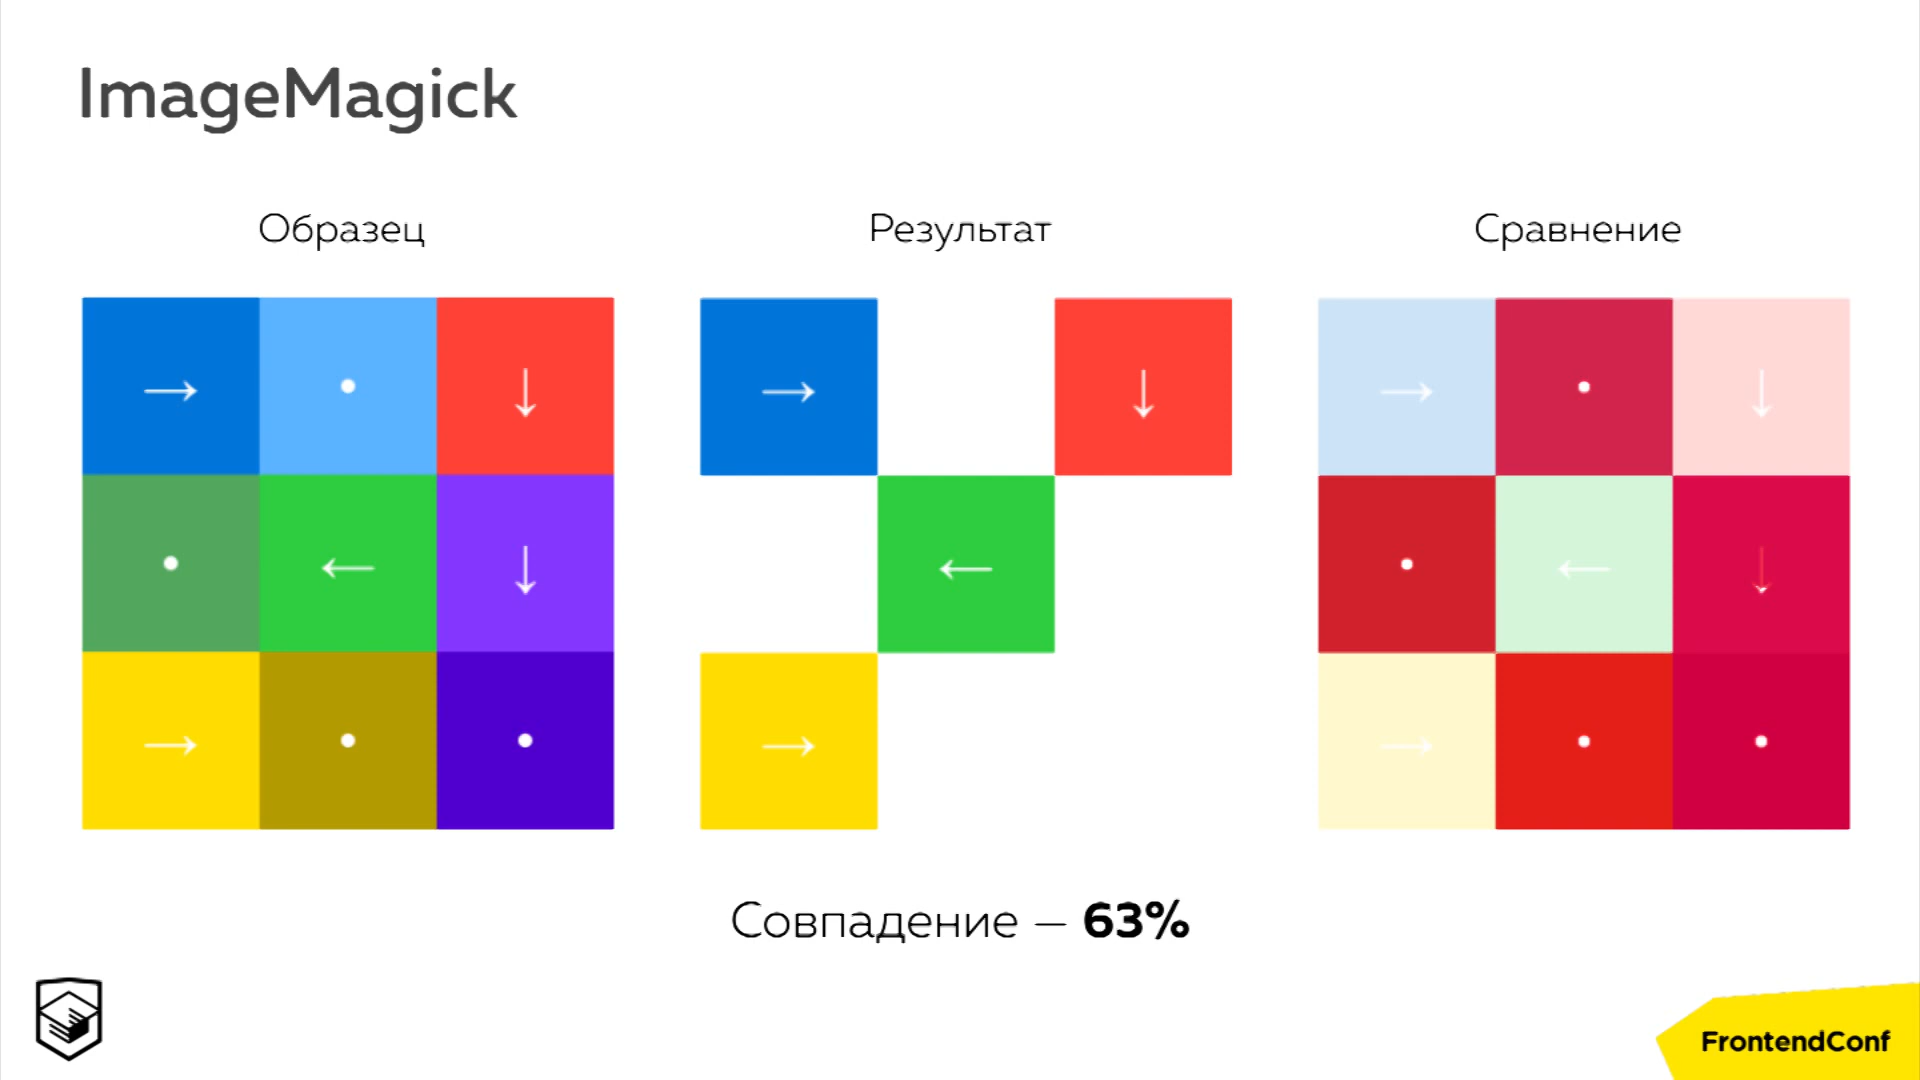 ImageMagick
Образец
Результат
Сравнение
→ • ↓
→ ↓
→ • ↓
• ← ↓
←
• ← ↓
→ • •
→
→ • •
Совпадение — 63%
FrontendConf